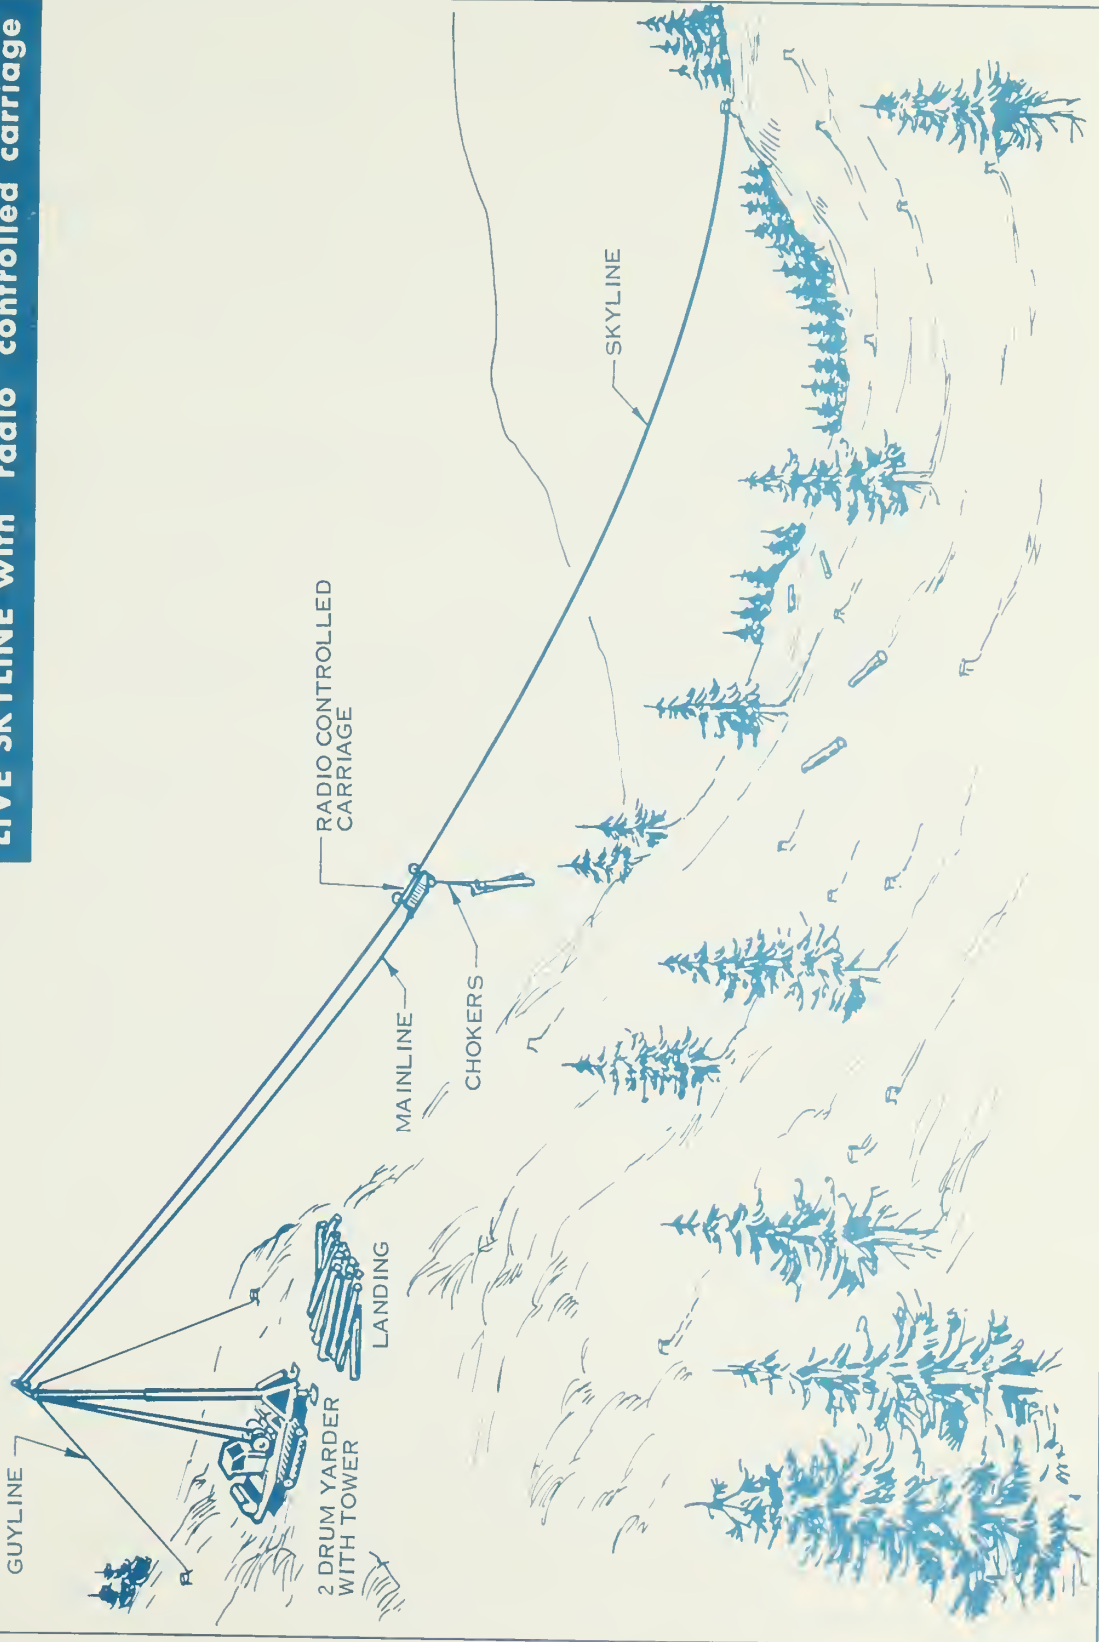 LIVE SKYLINE with radio controlled carriage
GUYLINE
RADIO CONTROLLED
CARRIAGE
SKYLINE
MAINLINE
CHOKERS
LANDING
2 DRUM YARDER
WITH TOWER